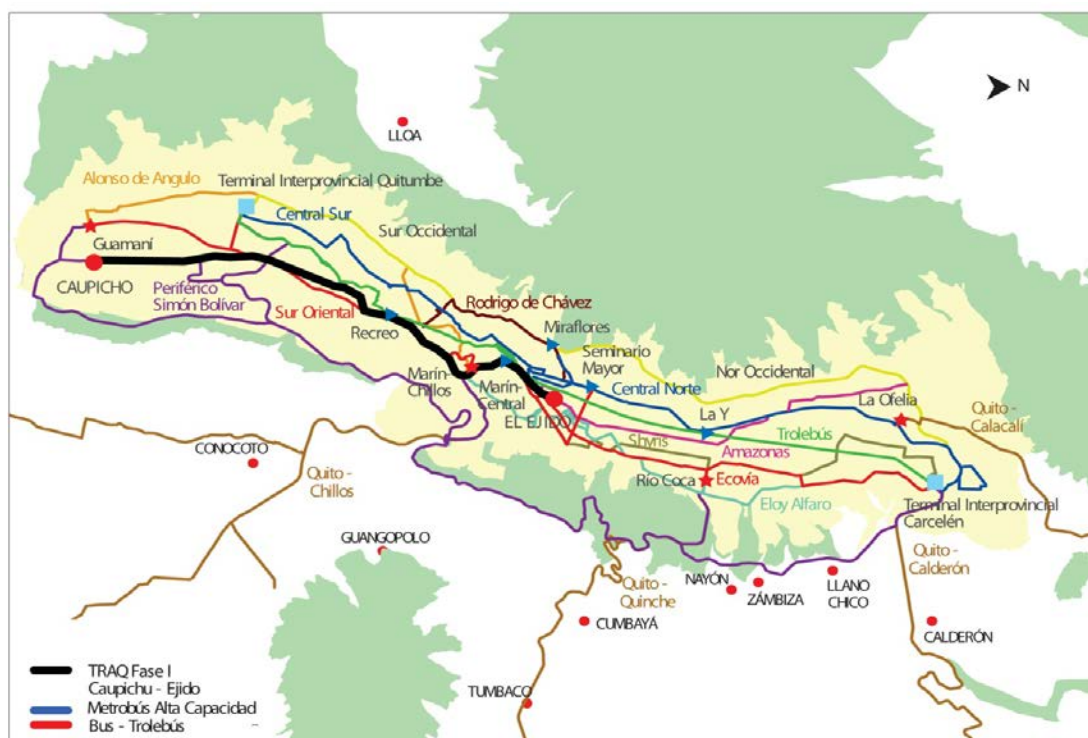 N
LLOA
Alonso de Angulo
Terminal Interprovincial Quitumbe
Central Sur
Sur Occidental
Guamaní
CAUPICHO
Periférico
Simón Bolívar
Sur Oriental
Recreo
Rodrigo de Chávez
Miraflores
Seminario
Mayor
Nor Occidental
Marín-
Chillos
Marín-
Central
EL EJIDO
Central Norte
La Y
La Ofelia
Quito -
Calacalí
Trolebús
Amazonas
Shyris
Río Coca
Ecovía
Eloy Alfaro
Terminal Interprovincial
Carcelén
CONOCOTO
Quito -
Chillos
GUANGOPOLO
Quito -
Quinche
NAYÓN
ZÁMBIZA
LLANO
CHICO
Quito -
Calderón
CUMBAYÁ
CALDERÓN
TUMBACO
TRAQ Fase I
Caupichu - Ejido
Metrobús Alta Capacidad
Bus - Trolebús